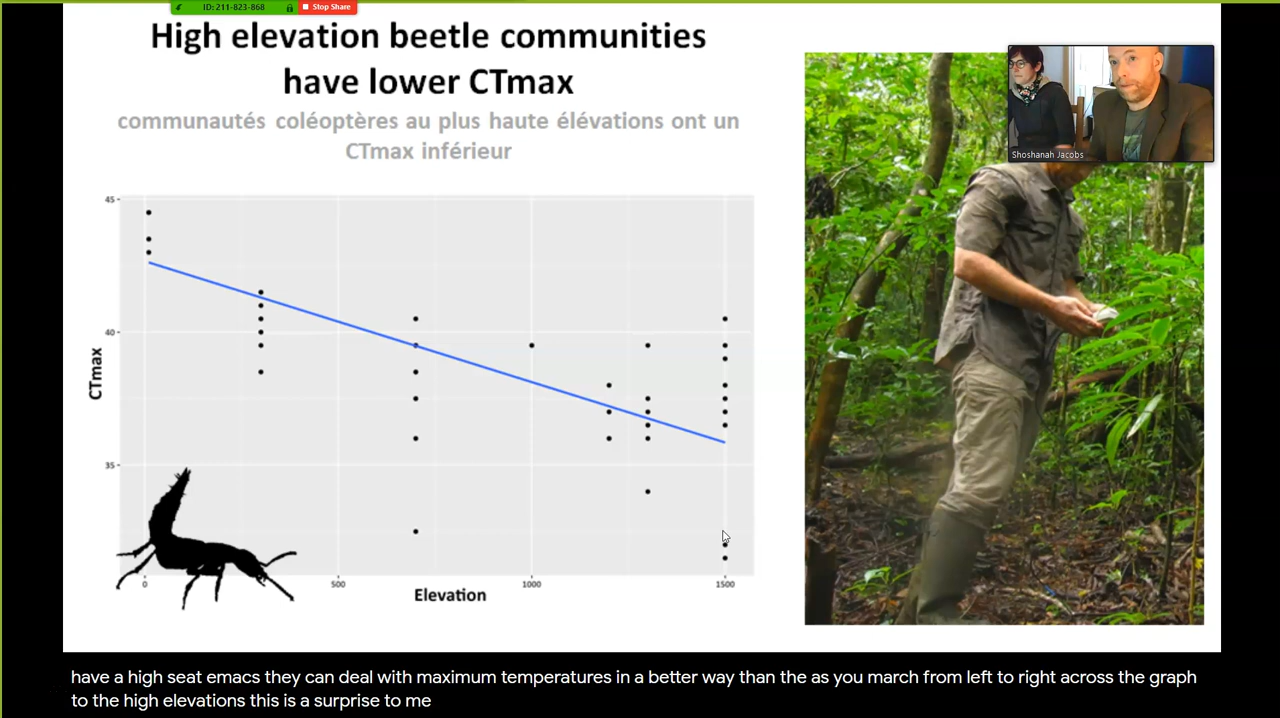 ID: 211-823-868
Stop Share
High elevation beetle communities
have lower CTmax
communautés coléoptères au plus haute élévations ont un
CTmax inférieur
Shoshanah Jacobs
45
40
35
CTmax
0 500 1000 1500
Elevation
have a high seat emacs they can deal with maximum temperatures in a better way than the as you march from left to right across the graph
to the high elevations this is a surprise to me